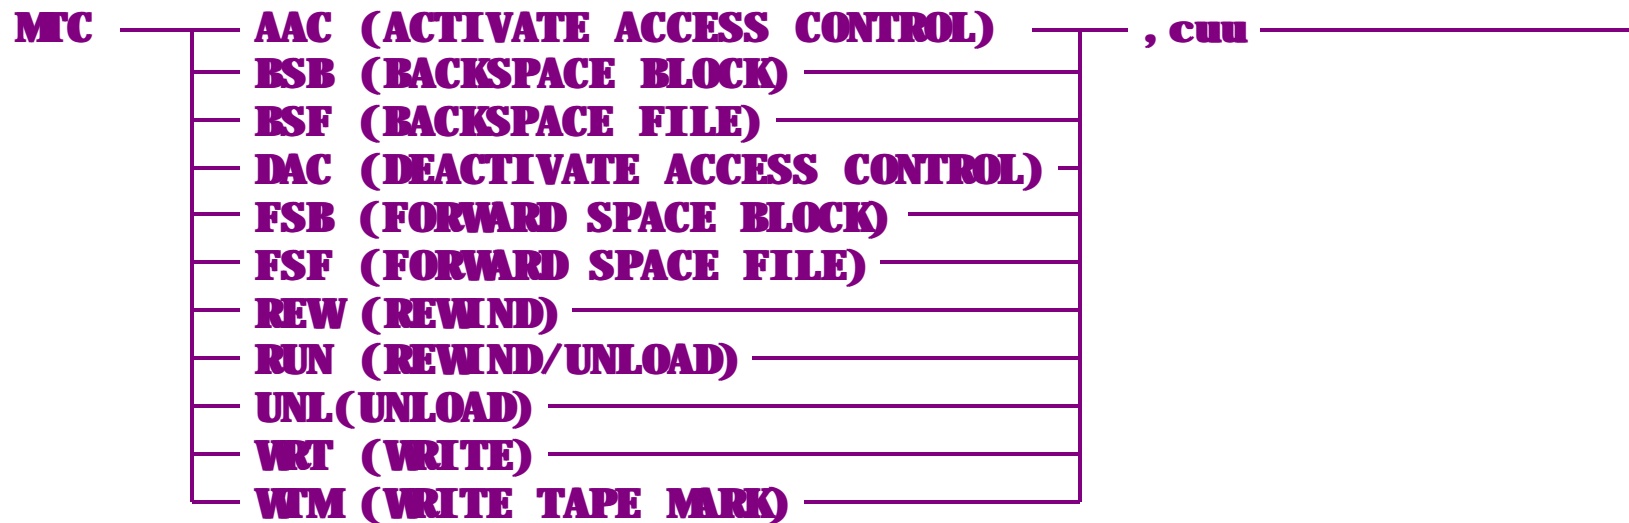 MTC AAC (ACTIVATE ACCESS CONTROL) , cuu
BSB (BACKSPACE BLOCK)
BSF (BACKSPACE FILE)
DAC (DEACTIVATE ACCESS CONTROL)
FSB (FORWARD SPACE BLOCK)
FSF (FORWARD SPACE FILE)
REW (REWIND)
RUN (REWIND/UNLOAD)
UNL(UNLOAD)
WRT (WRITE)
WTM (WRITE TAPE MARK)